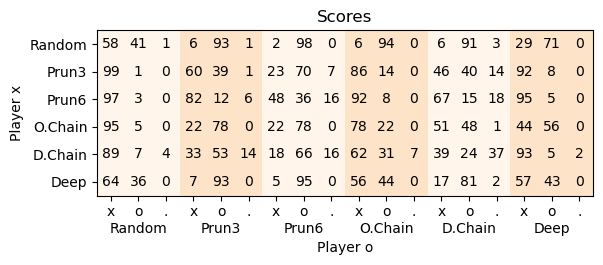 Scores
Random 58 41 1 6 93 1 2 98 0 6 94 0 6 91 3 29 71 0
Prun3 99 1 0 60 39 1 23 70 7 86 14 0 46 40 14 92 8 0
Prun6 97 3 0 82 12 6 48 36 16 92 8 0 67 15 18 95 5 0
O.Chain 95 5 0 22 78 0 22 78 0 78 22 0 51 48 1 44 56 0
D.Chain 89 7 4 33 53 14 18 66 16 62 31 7 39 24 37 93 5 2
Deep 64 36 0 7 93 0 5 95 0 56 44 0 17 81 2 57 43 0
Player x
x o . x o . x o . x o . x o . x o .
Random Prun3 Prun6 O.Chain D.Chain Deep
Player o